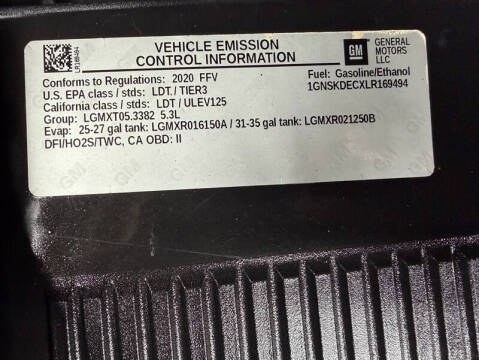 LR169494
VEHICLE EMISSION
CONTROL INFORMATION
GM GENERAL
MOTORS
LLC
Conforms to Regulations: 2020 FFV
Fuel: Gasoline/Ethanol
U.S. EPA class / stds: LDT / TIER3
1GNSKDECXLR169494
California class / stds: LDT / ULEV125
Group: LGMXT05.3382 5.3L
Evap: 25-27 gal tank: LGMXR016150A / 31-35 gal tank: LGMXR021250B
DFI/HO2S/TWC, CA OBD: II